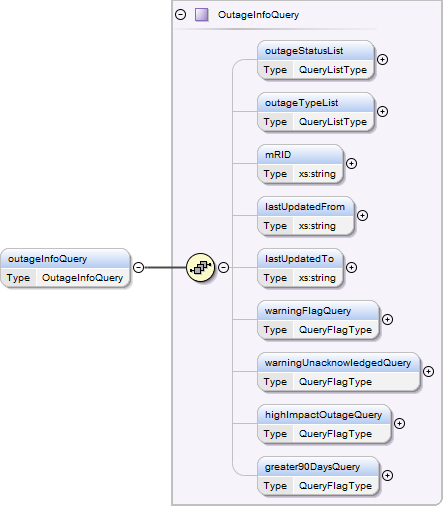 OutageInfoQuery
outageStatusList
Type QueryListType
outageTypeList
Type QueryListType
mRID
Type xs:string
lastUpdatedFrom
Type xs:string
outageInfoQuery
Type OutageInfoQuery
lastUpdatedTo
Type xs:string
warningFlagQuery
Type QueryFlagType
warningUnacknowledgedQuery
Type QueryFlagType
highImpactOutageQuery
Type QueryFlagType
greater90DaysQuery
Type QueryFlagType